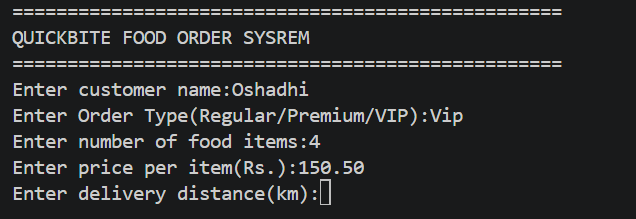 ==================================================
QUICKBITE FOOD ORDER SYSREM
==================================================
Enter customer name:Oshadhi
Enter Order Type(Regular/Premium/VIP):Vip
Enter number of food items:4
Enter price per item(Rs.):150.50
Enter delivery distance(km):